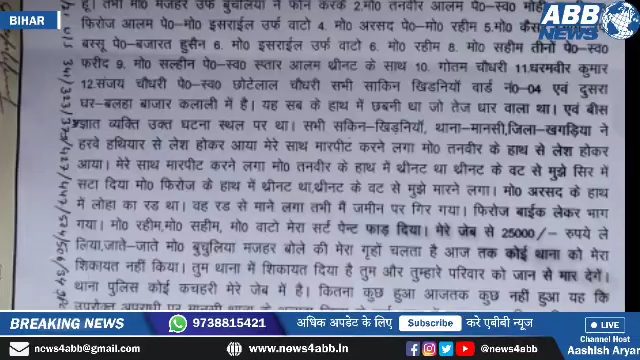 BIHAR
ABB
NEWS
हूँ। तभी मो0 मजहर उर्फ बुचोलिया ने फोन करके 2.मो0 तनवीर आलम पे0–स्व0
फिरोज आलम पे0–मो0 इसराईल उर्फ वाटो 4.मो0 अरसद पे0–मो0 रहीम 5.मो0
बस्सू पे0–बजारत हुसैन 6. मो0 इसराईल उर्फ वाटो 6. मो0 रहीम 8. मो0 सहीम तीनों पे0–स्व0
फरीद 9. मो0 सल्हीन पे0–स्व0 स्तार आलम थ्रीनट के साथ 10. गोतम चौधरी 11.धरमवीर कुमार
12.संजय चौधरी पे0–स्व0 छोटेलाल चौधरी सभी साकिन खिडनियाँ वार्ड नं0–04 एवं दुसरा
घर–बलहा बाजार कलाली में है। यह सब के हाथ में छबनी था जो तेज धार वाला था। एवं बीस
ज्ञात व्यक्ति उक्त घटना स्थल पर था। सभी सकिन–खिड़नियाँ, थाना–मानसी,जिला–खगड़िया ने
हरवे हथियार से लेश होकर आया मेरे साथ मारपीट करने लगा मो0 तनवीर के हाथ से लेश होकर
आया। मेरे साथ मारपीट करने लगा मो0 तनवीर के हाथ में थ्रीनट था थ्रीनट के वट से मुझे सिर में
सटा दिया मो0 फिरोज के हाथ में थ्रीनट था,थ्रीनट के वट से मुझे मारने लगा। मो0 अरसद के हाथ
में लोहा का रड था। वह रड से माने लगा तभी मैं जमीन पर गिर गया। फिरोज बाईक लेकर भाग
गया। मो0 रहीम,मो0 सहीम, मो0 वाटो मेरा सर्ट पेन्ट फाड़ दिया। मेरे जेब से 25000/– रुपये ले
लिया,जाते–जाते मो0 बुचुलिया मजहर बोले की मेरा गृहों चलता है आज तक कोई थाना को मेरा
शिकायत नहीं किया। तुम थाना में शिकायत दिया है तुम और तुम्हारे परिवार को जान से मार देगें।
थाना पुलिस कोई कचहरी मेरे जेब में है। कितना कुछ हुआ आजतक कुछ नहीं हुआ यह कि
BREAKING NEWS
9738815421
अधिक अपडेट के लिए Subscribe करे एबीबी न्यूज
LIVE
Channel Host
Aashish Aryan
news4abb@gmail.com
www.news4abb.in
/news4abb